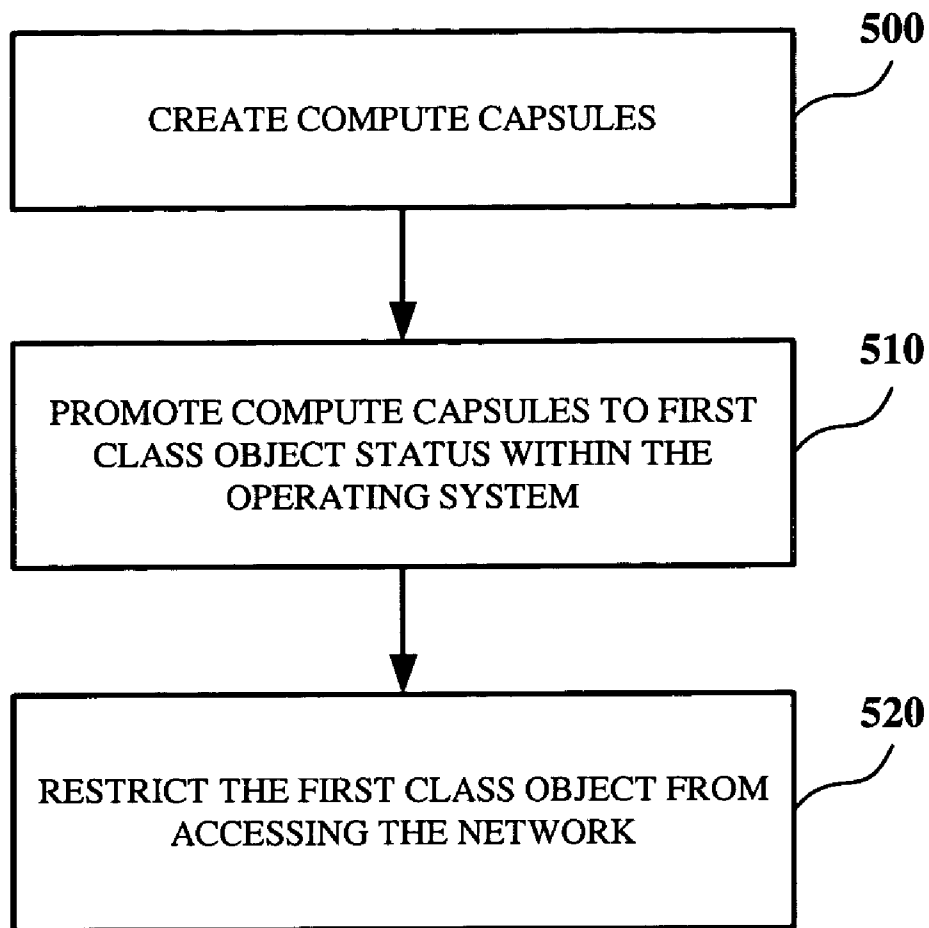 500
CREATE COMPUTE CAPSULES
510
PROMOTE COMPUTE CAPSULES TO FIRST
CLASS OBJECT STATUS WITHIN THE
OPERATING SYSTEM
520
RESTRICT THE FIRST CLASS OBJECT FROM
ACCESSING THE NETWORK